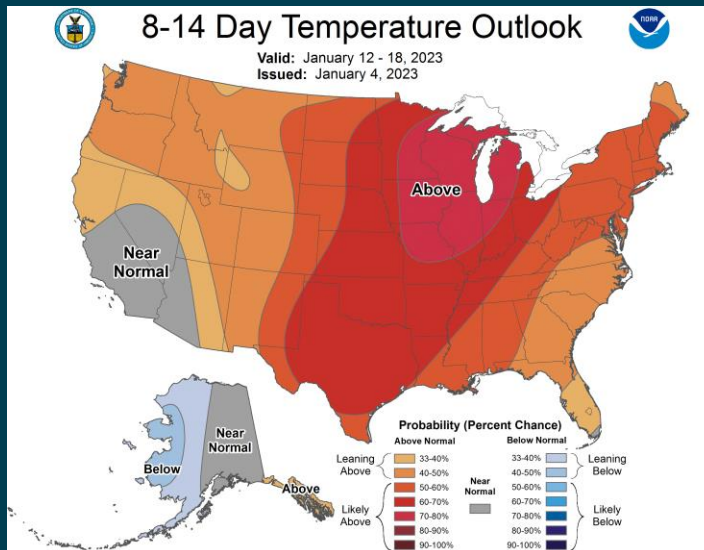 8-14 Day Temperature Outlook
NOAA
Valid: January 12 - 18, 2023
Issued: January 4, 2023
Above
Near
Normal
Near
Normal
Below
Above
Probability (Percent Chance)
Above Normal
Below Normal
Leaning
Above
33-40%
40-50%
Likely
Above
50-60%
60-70%
70-80%
80-90%
90-100%
Near
Normal
33-40%
40-50%
Leaning
Below
50-60%
60-70%
70-80%
80-90%
90-100%
Likely
Below